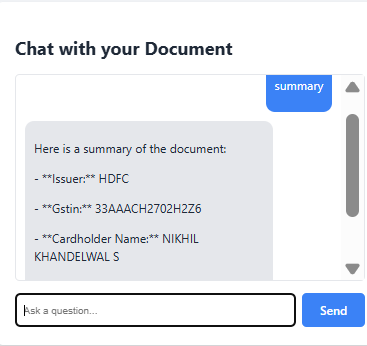 Chat with your Document
summary
Here is a summary of the document:
- **Issuer:** HDFC
- **Gstin:** 33AAACH2702H2Z6
- **Cardholder Name:** NIKHIL
KHANDELWAL S
Ask a question...
Send